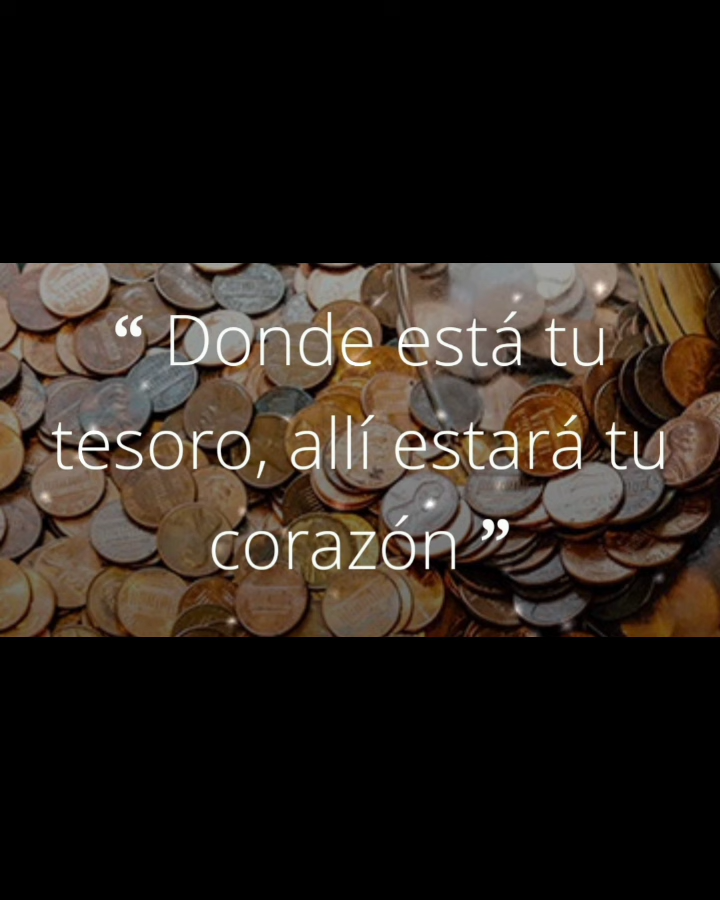 “ Donde está tu
tesoro, allí estará tu
corazón ”